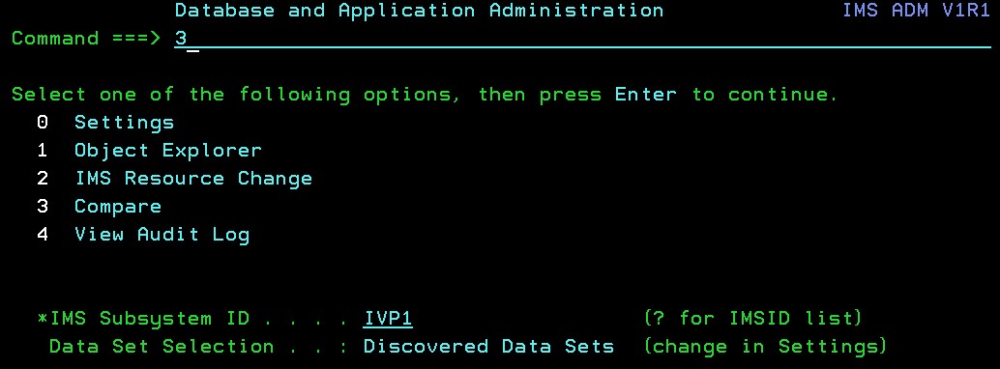 Database and Application Administration IMS ADM V1R1
Command ===> 3_
Select one of the following options, then press Enter to continue.
0 Settings
1 Object Explorer
2 IMS Resource Change
3 Compare
4 View Audit Log
*IMS Subsystem ID . . . . IVP1 (? for IMSID list)
Data Set Selection . . : Discovered Data Sets (change in Settings)